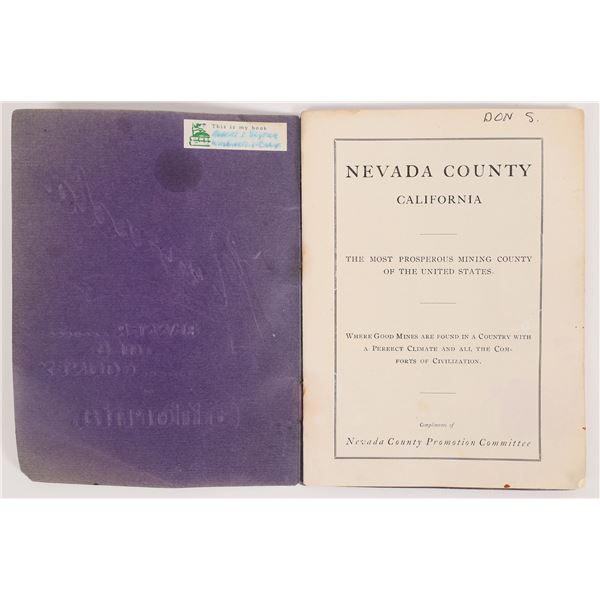 This is my book
DON S.
NEVADA COUNTY
CALIFORNIA
THE MOST PROSPEROUS MINING COUNTY
OF THE UNITED STATES.
WHERE GOOD MINES ARE FOUND IN A COUNTRY WITH
A PERFECT CLIMATE AND ALL THE COM-
FORTS OF CIVILIZATION.
Compliments of
Nevada County Promotion Committee